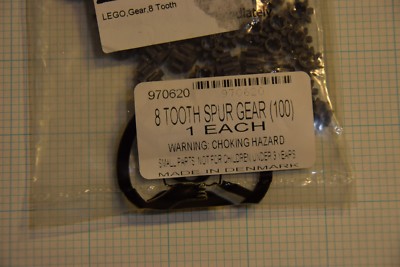 LEGO,Gear,8 Tooth
970620 970620
8 TOOTH SPUR GEAR (100)
1 EACH
WARNING: CHOKING HAZARD
SMALL PARTS. NOT FOR CHILDREN UNDER 3 YEARS
MADE IN DENMARK